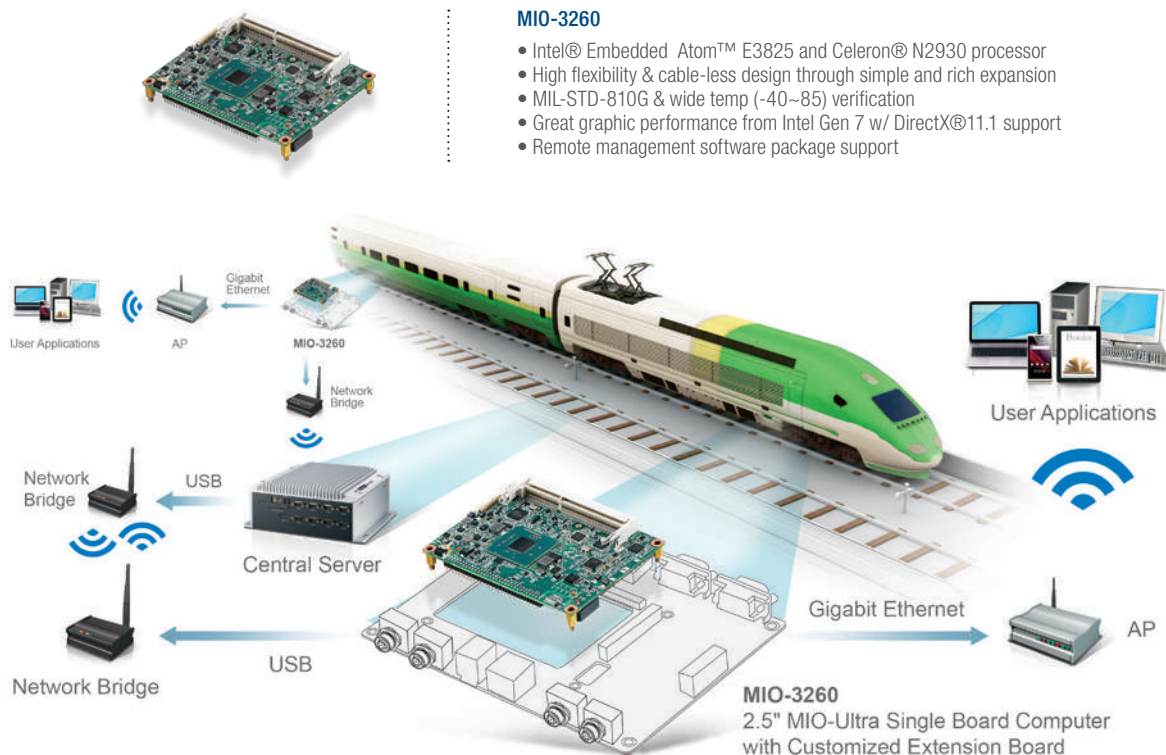 MIO-3260
• Intel® Embedded Atom™ E3825 and Celeron® N2930 processor
• High flexibility & cable-less design through simple and rich expansion
• MIL-STD-810G & wide temp (-40~85) verification
• Great graphic performance from Intel Gen 7 w/ DirectX®11.1 support
• Remote management software package support
Gigabit
Ethernet
User Applications
AP
MIO-3260
Network
Bridge
Books
User Applications
Network
Bridge
USB
Central Server
Gigabit Ethernet
AP
USB
Network Bridge
MIO-3260
2.5" MIO-Ultra Single Board Computer
with Customized Extension Board